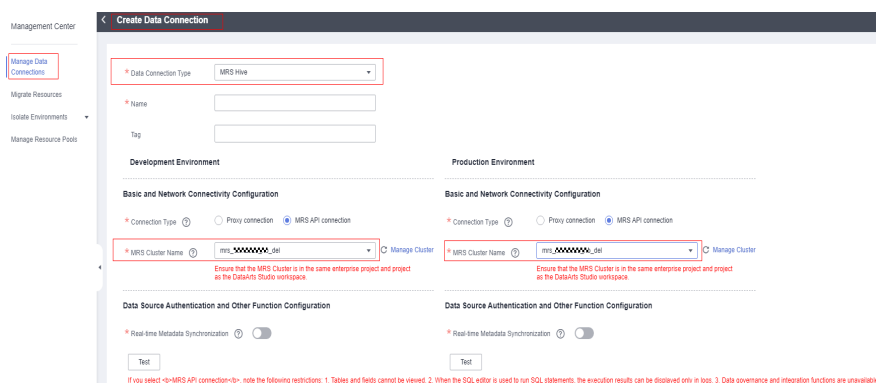 Management Center
Create Data Connection
Manage Data
Connections
Migrate Resources
Isolate Environments
Manage Resource Pools
* Data Connection Type MRS Hive
* Name
Tag
Development Environment
Basic and Network Connectivity Configuration
* Connection Type ? Proxy connection MRS API connection
* MRS Cluster Name ? mrs_ _del Manage Cluster
Ensure that the MRS Cluster is in the same enterprise project and project
as the DataArts Studio workspace.
Data Source Authentication and Other Function Configuration
* Real-time Metadata Synchronization ?
Test
Production Environment
Basic and Network Connectivity Configuration
* Connection Type ? Proxy connection MRS API connection
* MRS Cluster Name ? mrs_ _del Manage Cluster
Ensure that the MRS Cluster is in the same enterprise project and project
as the DataArts Studio workspace.
Data Source Authentication and Other Function Configuration
* Real-time Metadata Synchronization ?
Test
If you select <b>MRS API connection</b>, note the following restrictions: 1. Tables and fields cannot be viewed. 2. When the SQL editor is used to run SQL statements, the execution results can be displayed only in logs. 3. Data governance and integration functions are unavailable